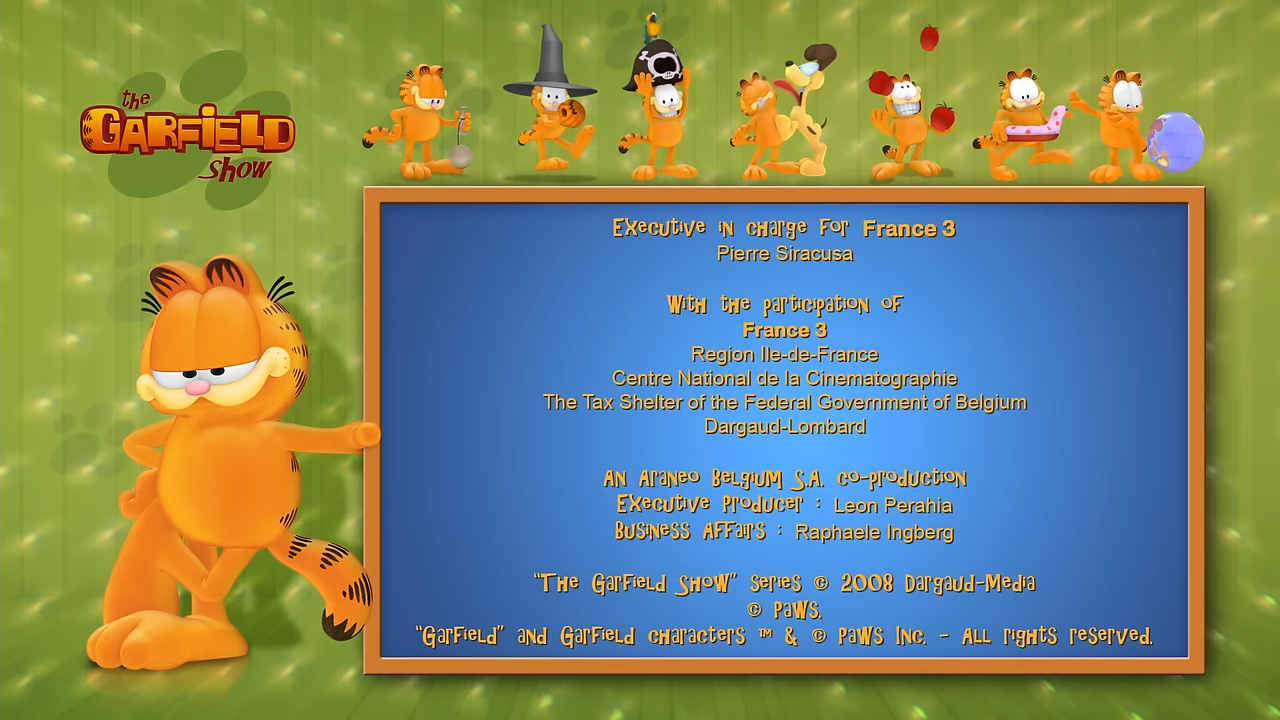 the
GARFIELD
show
Executive in charge for France 3
Pierre Siracusa
With the participation of
France 3
Region Ile-de-France
Centre National de la Cinematographie
The Tax Shelter of the Federal Government of Belgium
Dargaud-Lombard
An Araneo Belgium S.A. co-production
Executive Producer : Leon Perahia
Business Affairs : Raphaele Ingberg
"The Garfield Show" series © 2008 Dargaud-Media
© Paws.
"Garfield" and Garfield characters ™ & © Paws Inc. - All rights reserved.